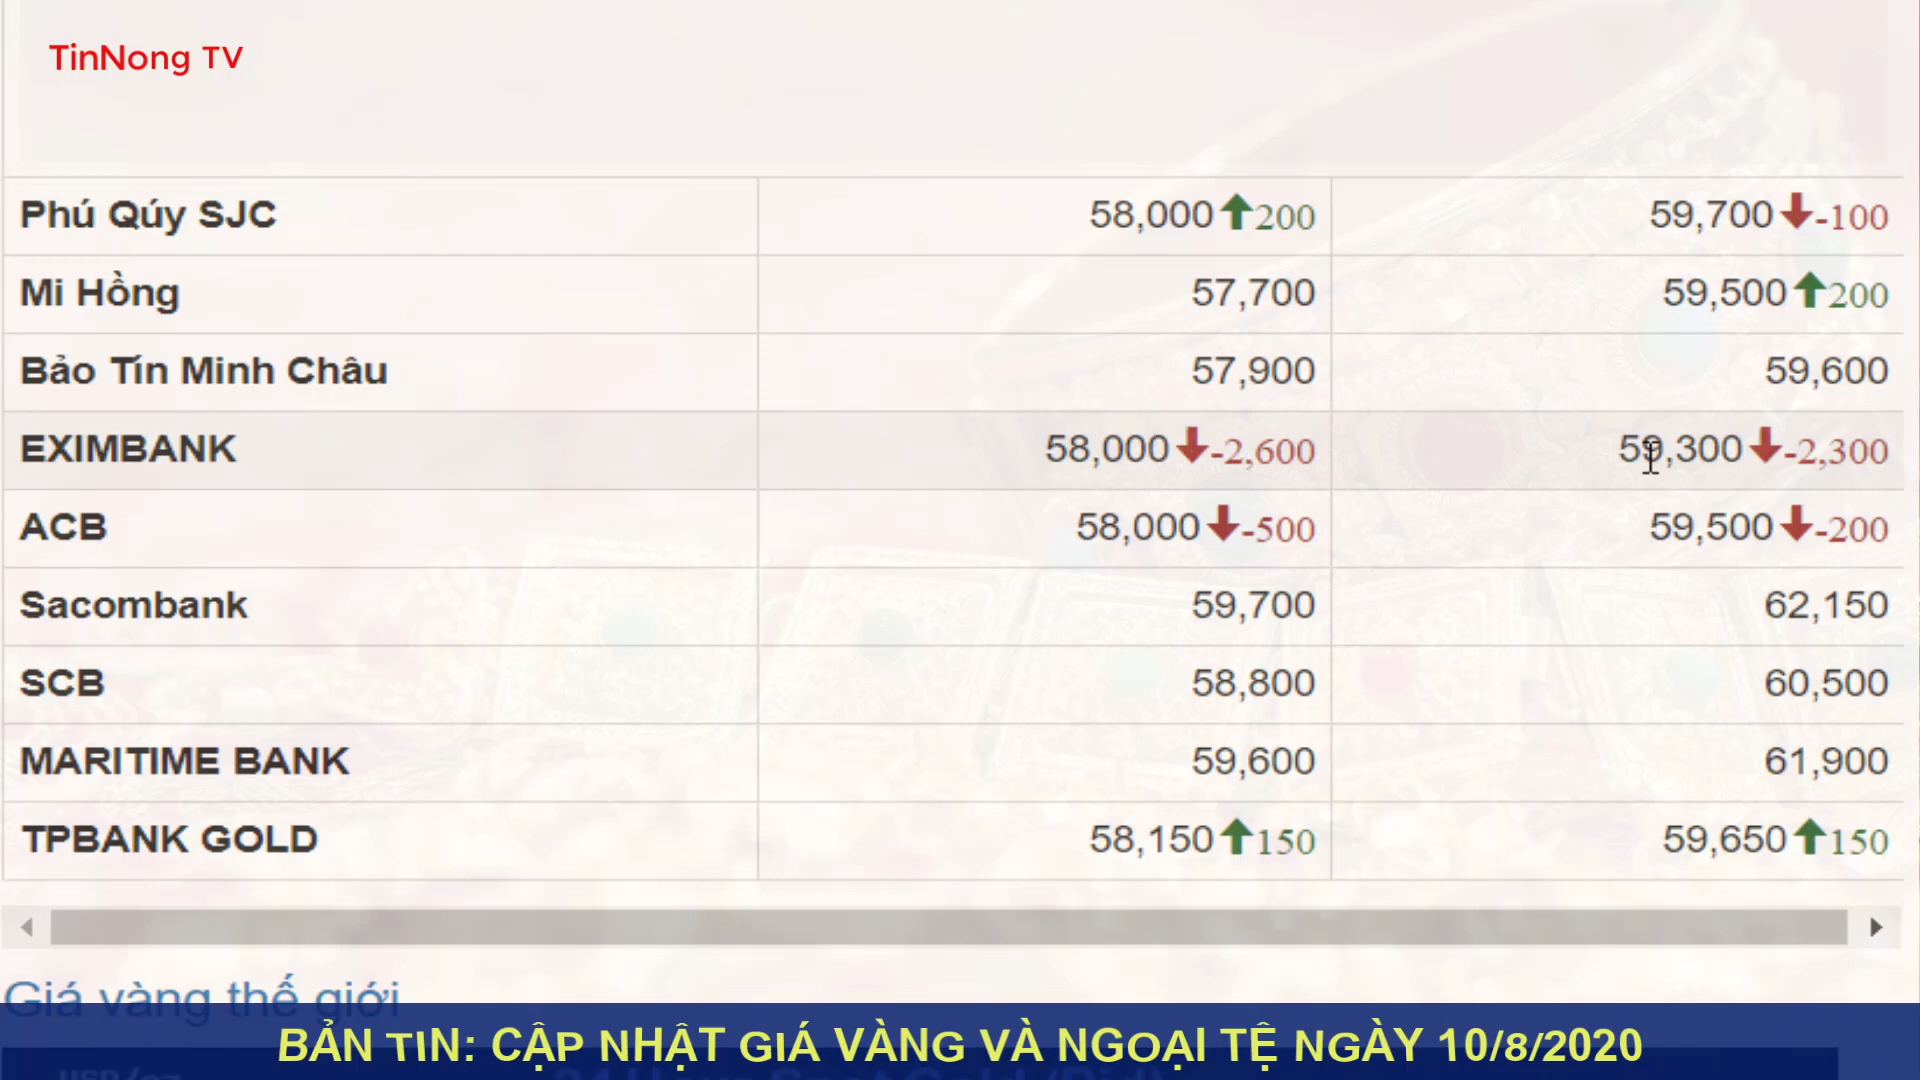 TinNong TV
Phú Qúy SJC 58,000 200 59,700 -100
Mi Hồng 57,700 59,500 200
Bảo Tín Minh Châu 57,900 59,600
EXIMBANK 58,000 -2,600 59,300 -2,300
ACB 58,000 -500 59,500 -200
Sacombank 59,700 62,150
SCB 58,800 60,500
MARITIME BANK 59,600 61,900
TPBANK GOLD 58,150 150 59,650 150
Giá vàng thế giới
BẢN TIN: CẬP NHẬT GIÁ VÀNG VÀ NGOẠI TỆ NGÀY 10/8/2020